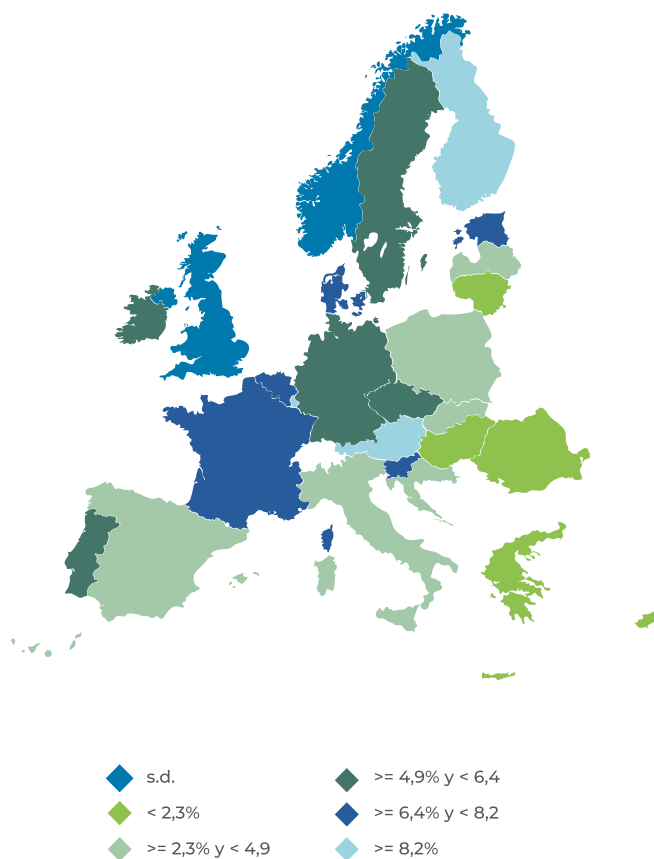 s.d.
< 2,3%
>= 2,3% y < 4,9
>= 4,9% y < 6,4
>= 6,4% y < 8,2
>= 8,2%